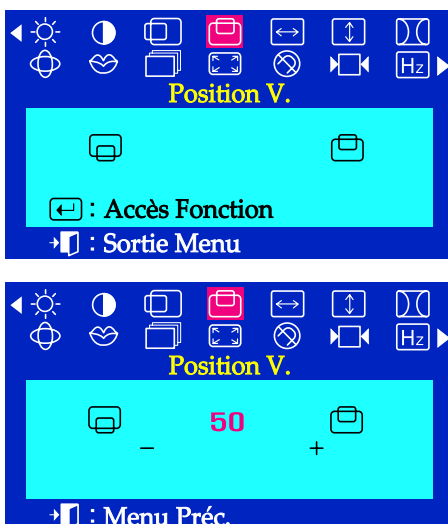 Hz
Position V.
: Accès Fonction
: Sortie Menu
Hz
Position V.
50
- +
: Menu Préc.